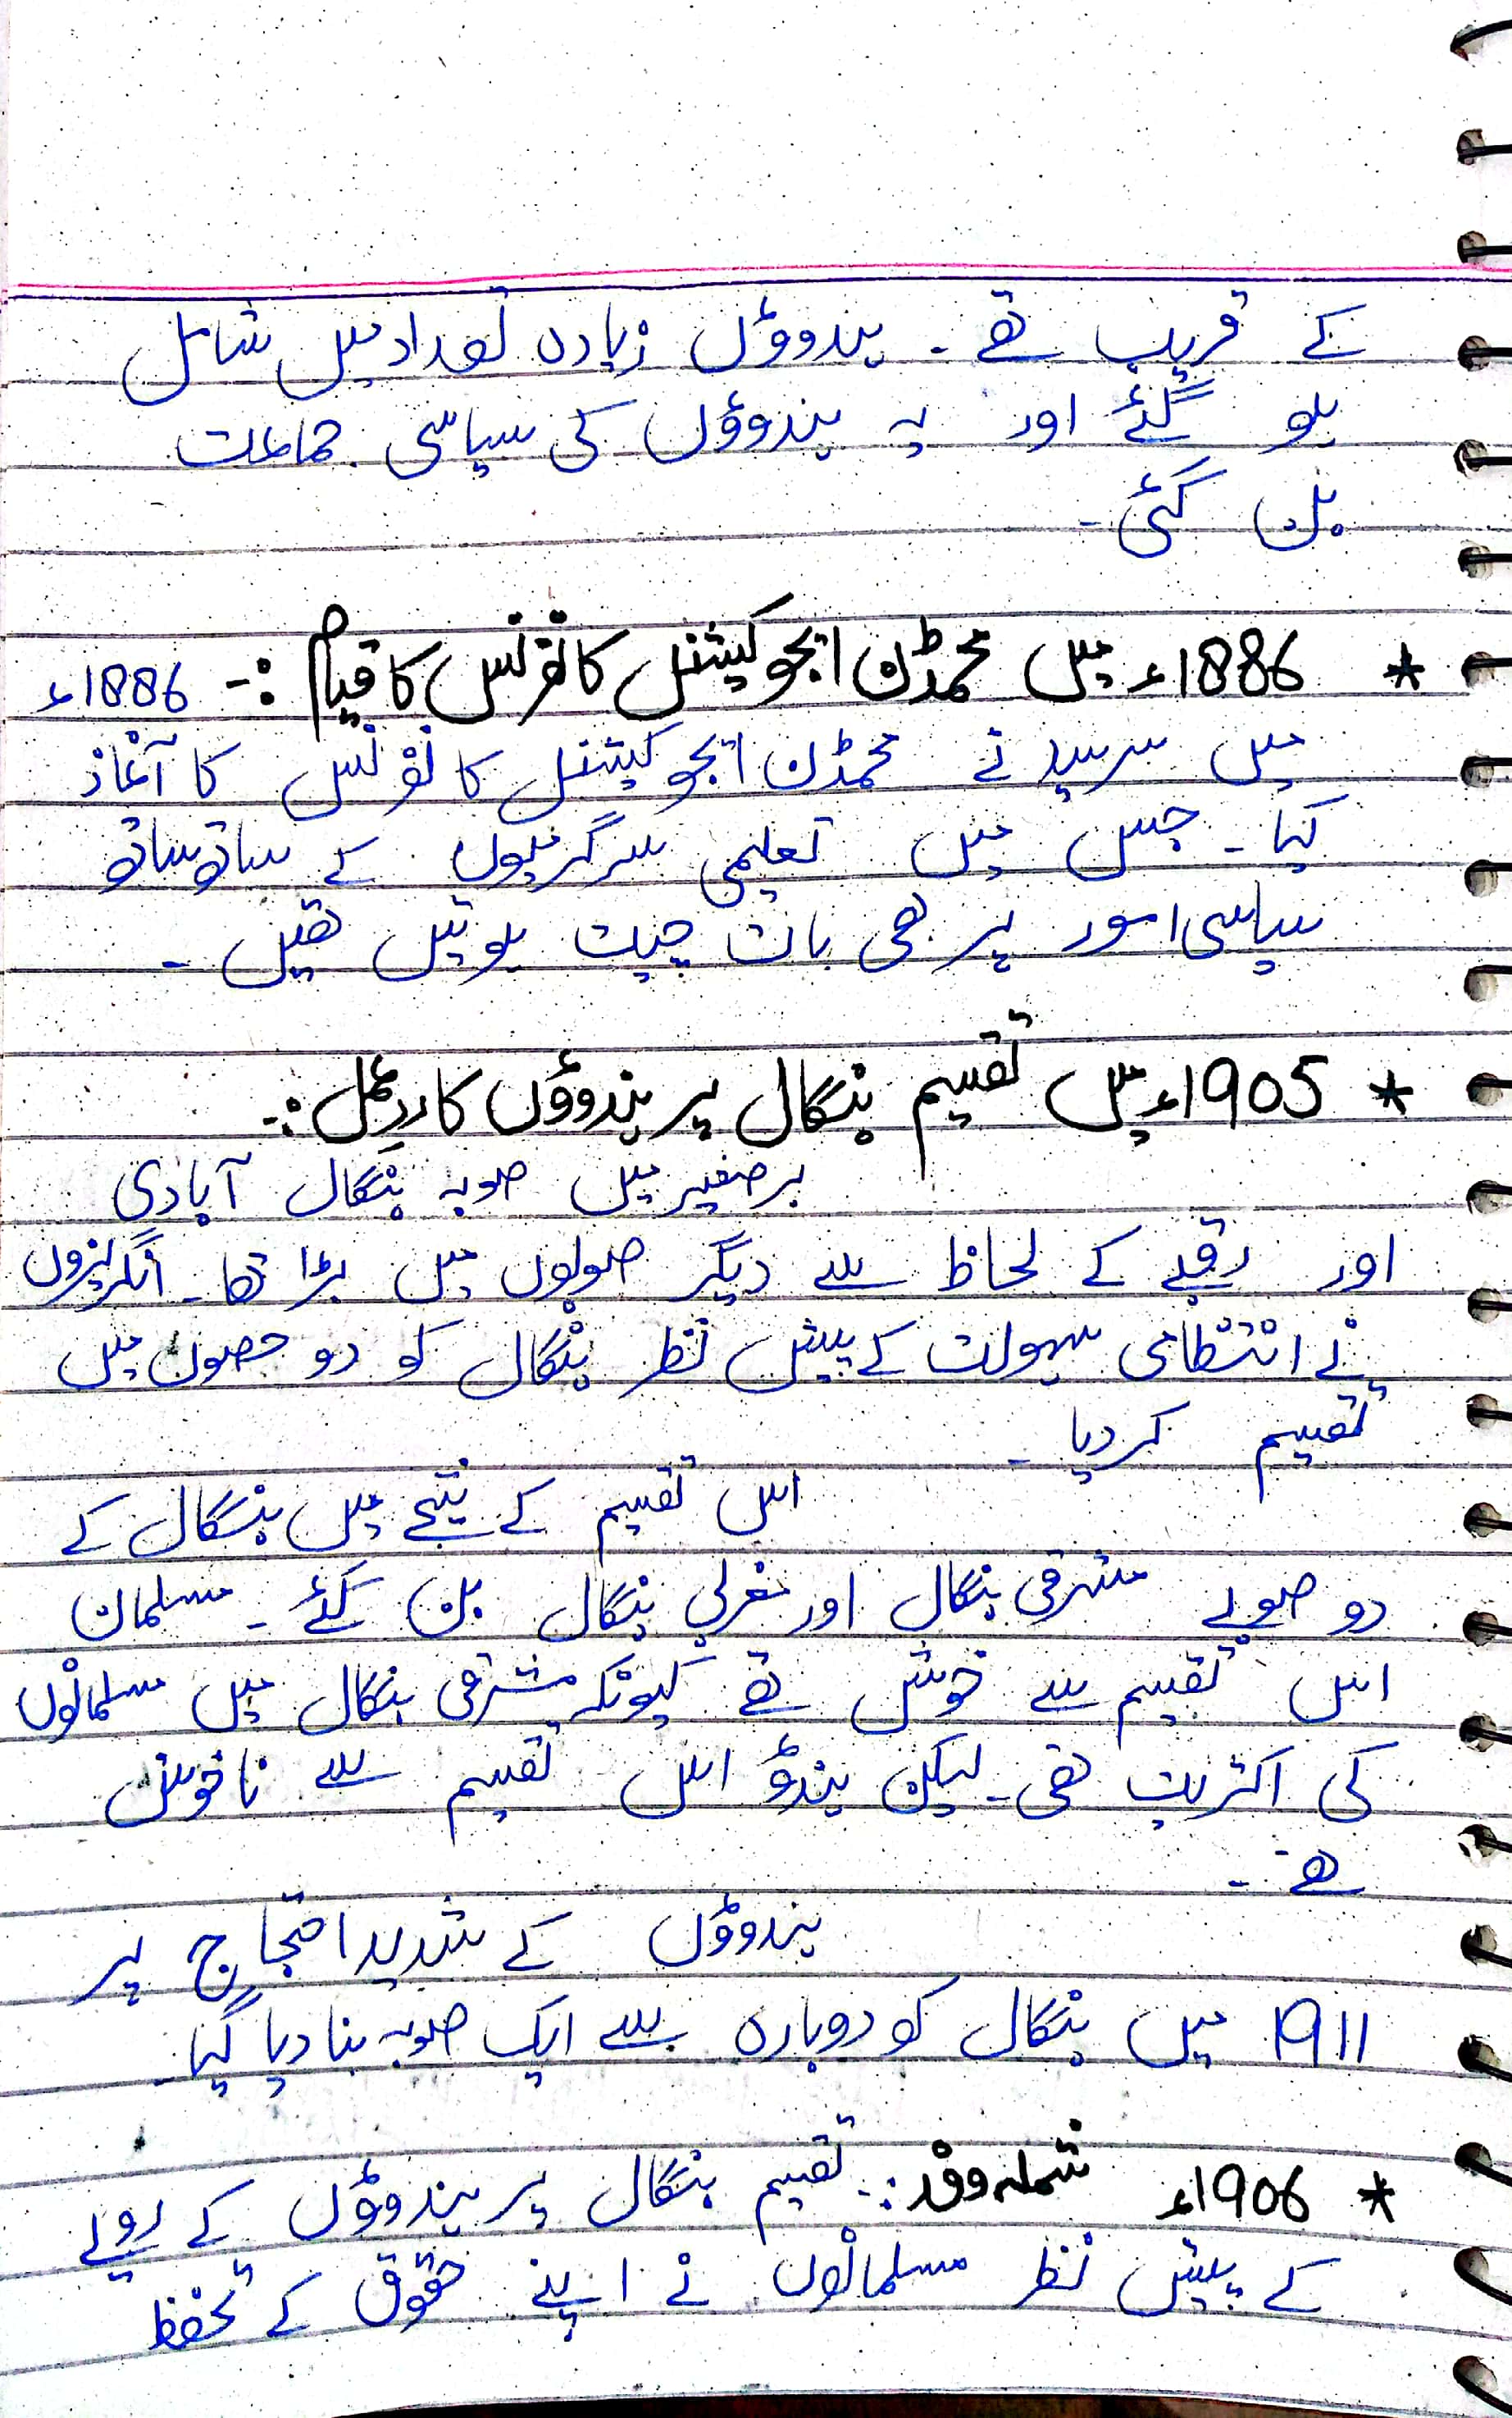 کے قریب تھے ۔ ہندوؤں زیادہ تعداد میں شامل
ہو گئے اور یہ ہندوؤں کی سیاسی جماعت
بن گئی ۔
* 1886ء میں محمڈن ایجوکیشنل کانفرنس کا قیام :- 1886ء
میں سرسید نے محمڈن ایجوکیشنل کانفرنس کا آغاز
کیا ۔ جس میں تعلیمی سرگرمیوں کے ساتھ ساتھ
سیاسی امور پر بھی بات چیت ہوتیں تھیں ۔
* 1905ء میں تقسیم بنگال پر ہندوؤں کا ردِعمل :-
برصغیر میں صوبہ بنگال آبادی
اور رقبے کے لحاظ سے دیگر صوبوں میں بڑا تھا ۔ انگریزوں
نے انتظامی سہولت کے پیش نظر بنگال کو دو حصوں میں
تقسیم کر دیا ۔
اس تقسیم کے نتیجے میں بنگال کے
دو صوبے مشرقی بنگال اور مغربی بنگال بن گئے ۔ مسلمان
اس تقسیم سے خوش تھے کیونکہ مشرقی بنگال میں مسلمانوں
کی اکثریت تھی ۔ لیکن ہندؤ اس تقسیم سے ناخوش
تھے ۔
ہندوؤں کے شدید احتجاج پر
1911 میں بنگال کو دوبارہ سے ایک صوبہ بنا دیا گیا ۔
* 1906ء شملہ وفد :- تقسیم بنگال پر ہندوؤں کے رویے
کے پیش نظر مسلمانوں نے اپنے حقوق کے تحفظ